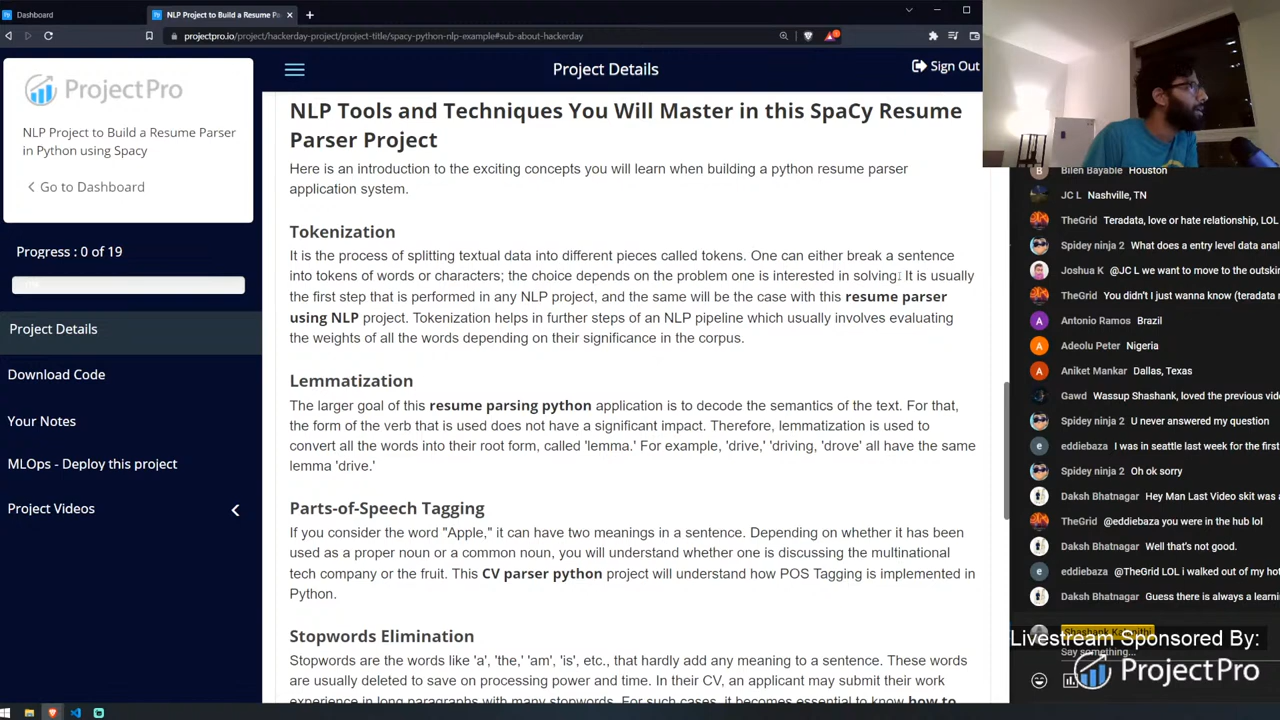 Dashboard
NLP Project to Build a Resume Pa
projectpro.io/project/hackerday-project/project-title/spacy-python-nlp-example#sub-about-hackerday
ProjectPro
NLP Project to Build a Resume Parser
in Python using Spacy
Go to Dashboard
Progress : 0 of 19
Project Details
Download Code
Your Notes
MLOps - Deploy this project
Project Videos
Project Details
Sign Out
NLP Tools and Techniques You Will Master in this SpaCy Resume
Parser Project
Here is an introduction to the exciting concepts you will learn when building a python resume parser
application system.
Tokenization
It is the process of splitting textual data into different pieces called tokens. One can either break a sentence
into tokens of words or characters; the choice depends on the problem one is interested in solving. It is usually
the first step that is performed in any NLP project, and the same will be the case with this resume parser
using NLP project. Tokenization helps in further steps of an NLP pipeline which usually involves evaluating
the weights of all the words depending on their significance in the corpus.
Lemmatization
The larger goal of this resume parsing python application is to decode the semantics of the text. For that,
the form of the verb that is used does not have a significant impact. Therefore, lemmatization is used to
convert all the words into their root form, called 'lemma.' For example, 'drive,' 'driving, 'drove' all have the same
lemma 'drive.'
Parts-of-Speech Tagging
If you consider the word "Apple," it can have two meanings in a sentence. Depending on whether it has been
used as a proper noun or a common noun, you will understand whether one is discussing the multinational
tech company or the fruit. This CV parser python project will understand how POS Tagging is implemented in
Python.
Stopwords Elimination
Stopwords are the words like 'a', 'the,' 'am', 'is', etc., that hardly add any meaning to a sentence. These words
are usually deleted to save on processing power and time. In their CV, an applicant may submit their work
experience in long paragraphs with many stopwords. For such cases, it becomes essential to know how to
B Bilen Bayable Houston
JC L Nashville, TN
TheGrid Teradata, love or hate relationship, LOL
Spidey ninja 2 What does a entry level data anal
Joshua K @JC L we want to move to the outskir
TheGrid You didn't I just wanna know (teradata r
A Antonio Ramos Brazil
A Adeolu Peter Nigeria
A Aniket Mankar Dallas, Texas
Gawd Wassup Shashank, loved the previous vide
Spidey ninja 2 U never answered my question
e eddiebaza I was in seattle last week for the first
Spidey ninja 2 Oh ok sorry
Daksh Bhatnagar Hey Man Last Video skit was a
TheGrid @eddiebaza you were in the hub lol
Daksh Bhatnagar Well that's not good.
e eddiebaza @TheGrid LOL i walked out of my hot
Daksh Bhatnagar Guess there is always a learni
Say something...
Livestream Sponsored By:
ProjectPro